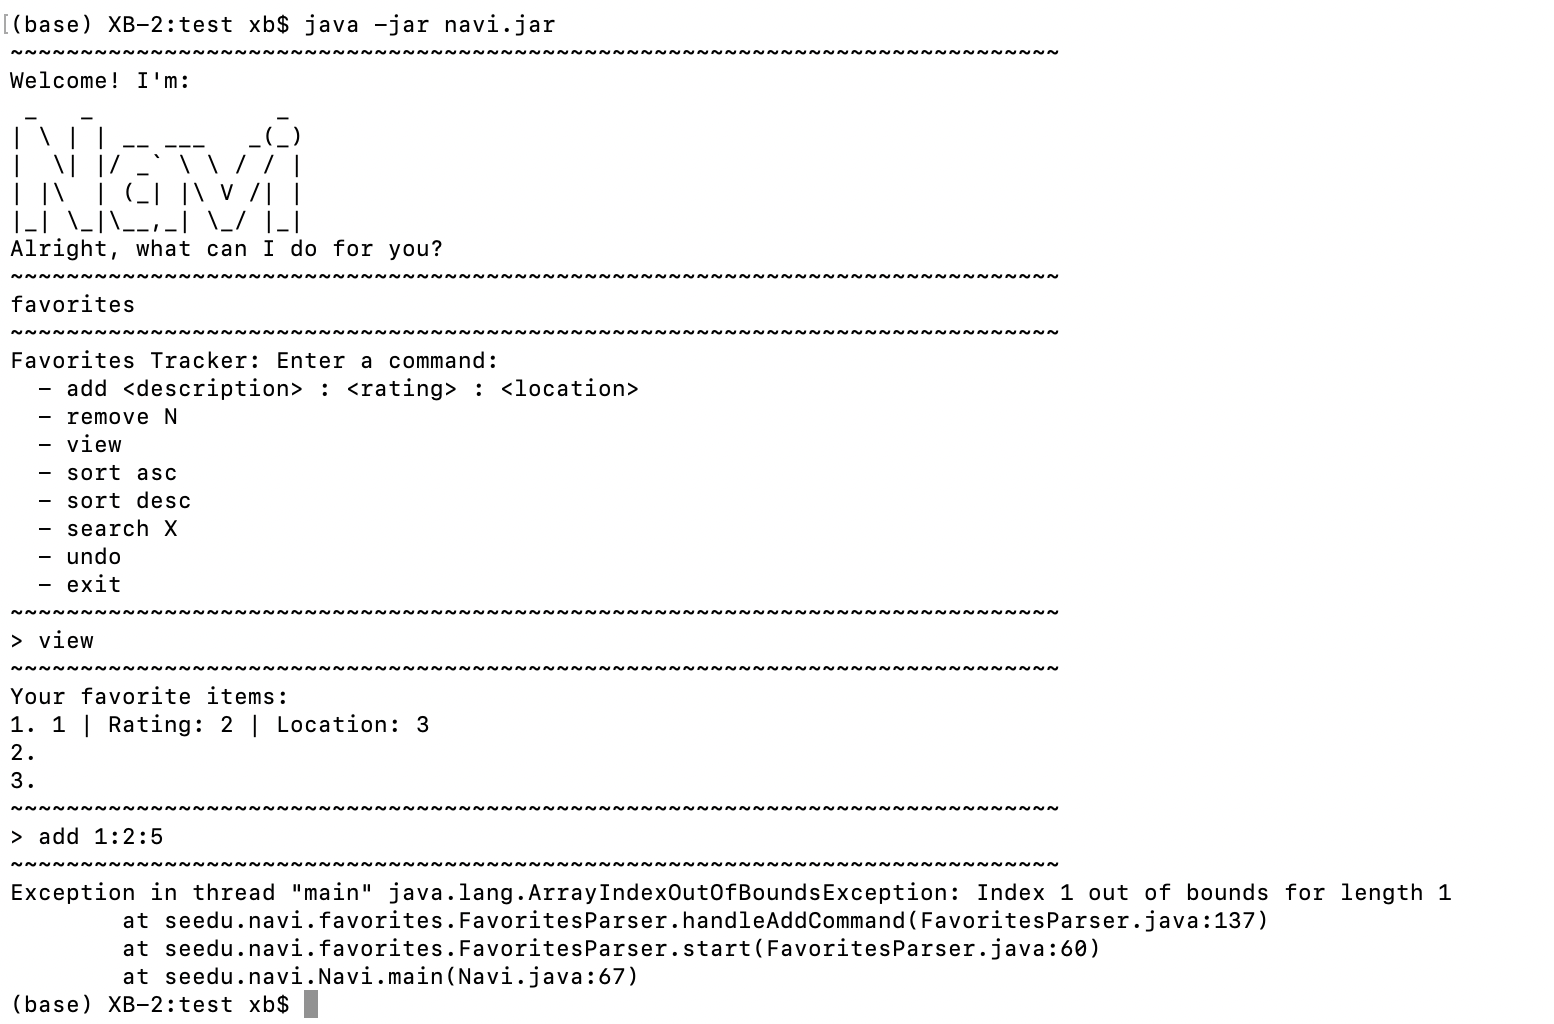 (base) XB-2:test xb$ java -jar navi.jar
~~~~~~~~~~~~~~~~~~~~~~~~~~~~~~~~~~~~~~~~~~~~~~~~~~~~~~~~~~~~~~~~~~~~~~~~~~~
Welcome! I'm:
 _   _             _
| \ | | __ ___   _(_)
|  \| |/ _` \ \ / / |
| |\  | (_| |\ V /| |
|_| \_|\__,_| \_/ |_|
Alright, what can I do for you?
~~~~~~~~~~~~~~~~~~~~~~~~~~~~~~~~~~~~~~~~~~~~~~~~~~~~~~~~~~~~~~~~~~~~~~~~~~~
favorites
~~~~~~~~~~~~~~~~~~~~~~~~~~~~~~~~~~~~~~~~~~~~~~~~~~~~~~~~~~~~~~~~~~~~~~~~~~~
Favorites Tracker: Enter a command:
  - add <description> : <rating> : <location>
  - remove N
  - view
  - sort asc
  - sort desc
  - search X
  - undo
  - exit
~~~~~~~~~~~~~~~~~~~~~~~~~~~~~~~~~~~~~~~~~~~~~~~~~~~~~~~~~~~~~~~~~~~~~~~~~~~
> view
~~~~~~~~~~~~~~~~~~~~~~~~~~~~~~~~~~~~~~~~~~~~~~~~~~~~~~~~~~~~~~~~~~~~~~~~~~~
Your favorite items:
1. 1 | Rating: 2 | Location: 3
2.
3.
~~~~~~~~~~~~~~~~~~~~~~~~~~~~~~~~~~~~~~~~~~~~~~~~~~~~~~~~~~~~~~~~~~~~~~~~~~~
> add 1:2:5
~~~~~~~~~~~~~~~~~~~~~~~~~~~~~~~~~~~~~~~~~~~~~~~~~~~~~~~~~~~~~~~~~~~~~~~~~~~
Exception in thread "main" java.lang.ArrayIndexOutOfBoundsException: Index 1 out of bounds for length 1
        at seedu.navi.favorites.FavoritesParser.handleAddCommand(FavoritesParser.java:137)
        at seedu.navi.favorites.FavoritesParser.start(FavoritesParser.java:60)
        at seedu.navi.Navi.main(Navi.java:67)
(base) XB-2:test xb$